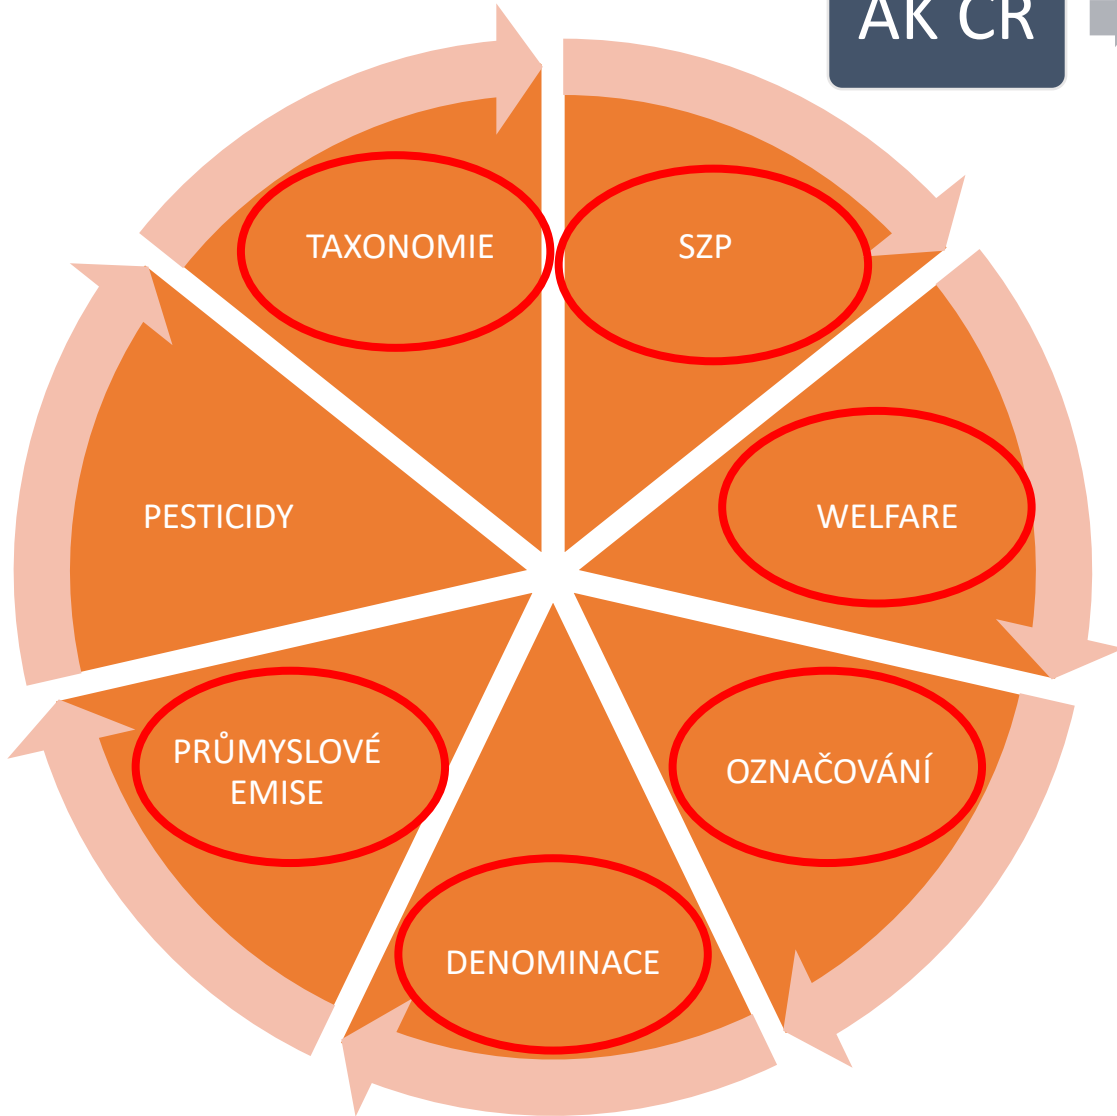 AK ČR
TAXONOMIE
SZP
WELFARE
OZNAČOVÁNÍ
DENOMINACE
PRŮMYSLOVÉ
EMISE
PESTICIDY